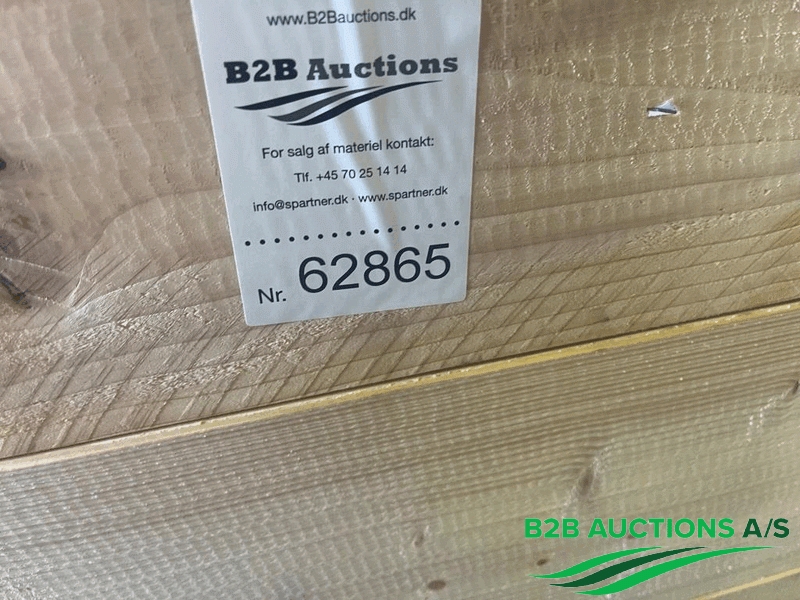 www.B2Bauctions.dk
B2B Auctions
For salg af materiel kontakt:
Tlf. +45 70 25 14 14
info@spartner.dk · www.spartner.dk
Nr. 62865
B2B AUCTIONS A/S